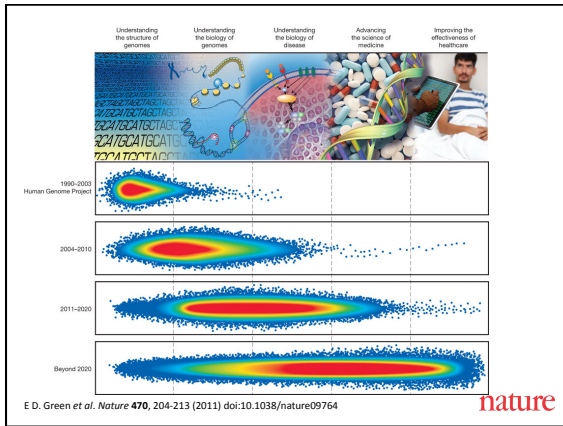 Understanding
the structure of
genomes
Understanding
the biology of
genomes
Understanding
the biology of
disease
Advancing
the science of
medicine
Improving the
effectiveness of
healthcare
1990–2003
Human Genome Project
2004–2010
2011–2020
Beyond 2020
E D. Green et al. Nature 470, 204-213 (2011) doi:10.1038/nature09764
nature